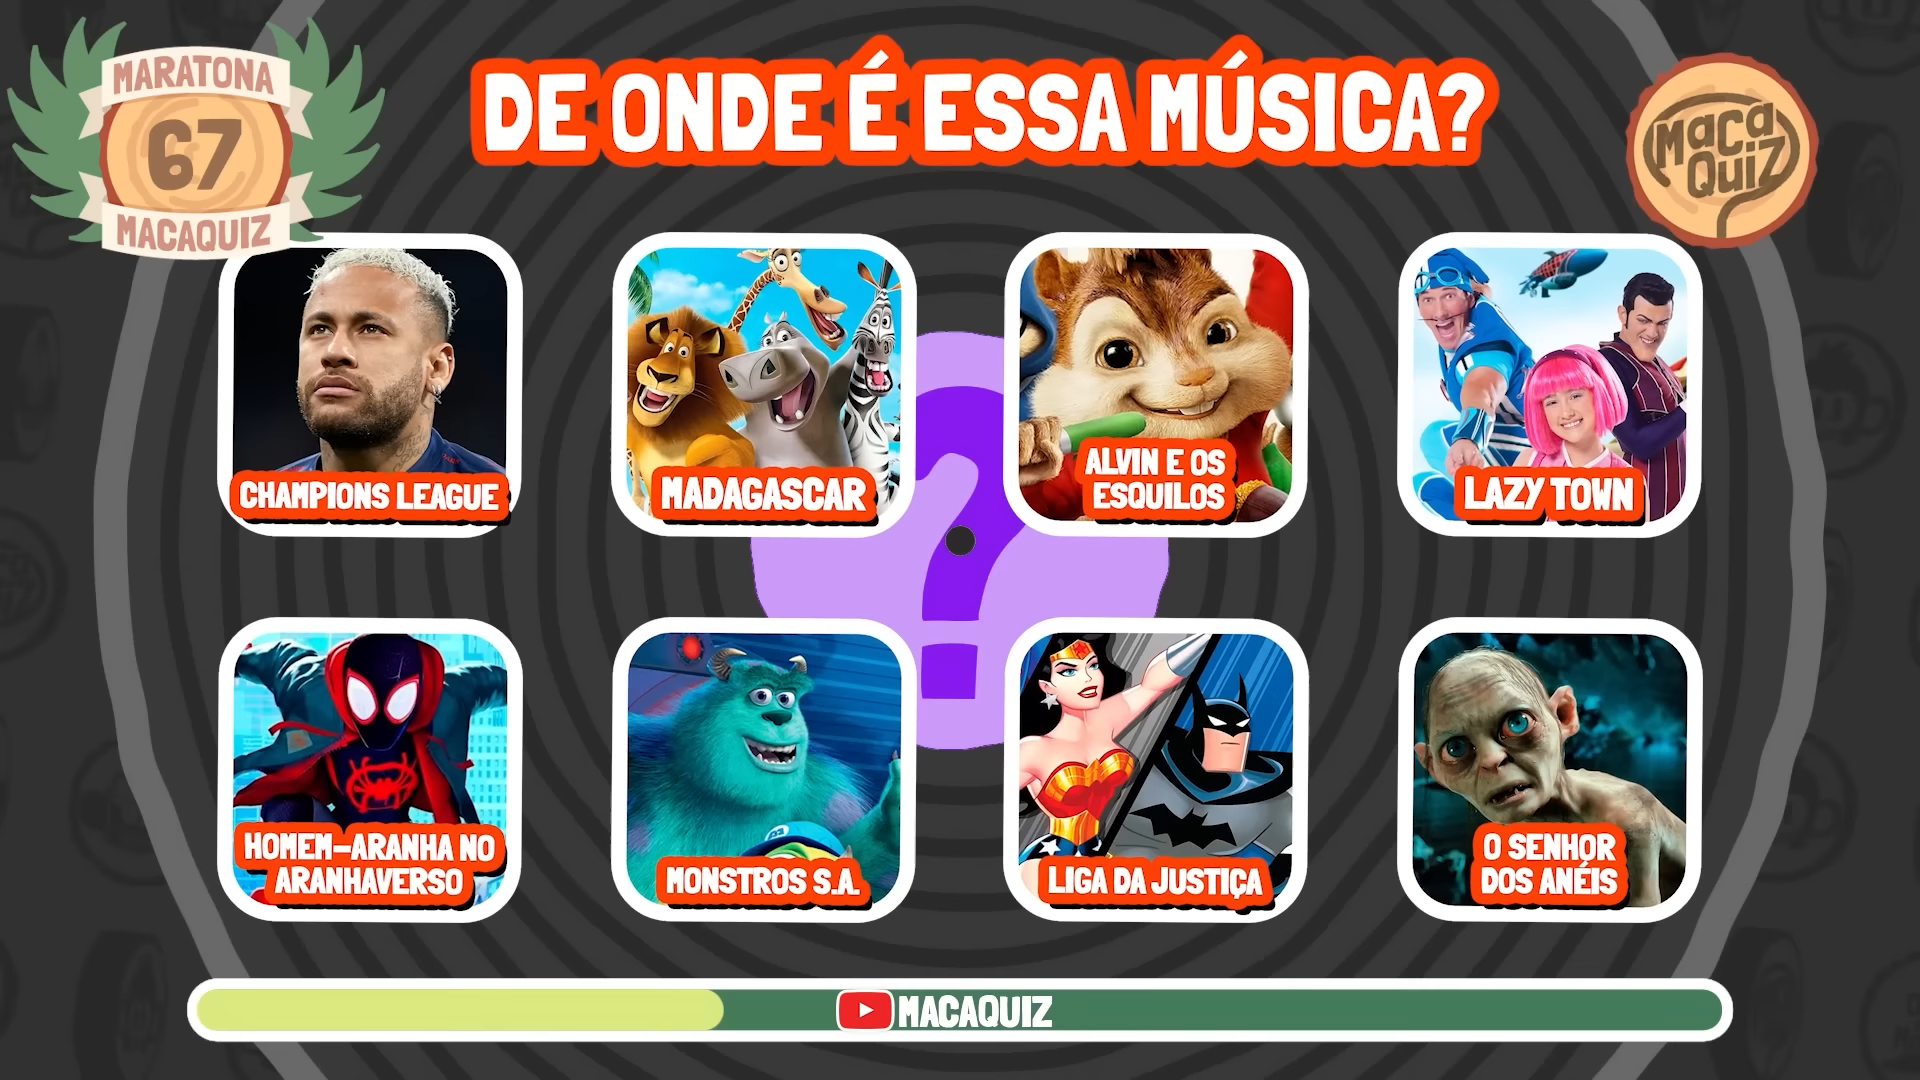 MARATONA
67
MACAQUIZ
DE ONDE É ESSA MÚSICA?
MaCa
QuiZ
CHAMPIONS LEAGUE
MADAGASCAR
ALVIN E OS
ESQUILOS
LAZY TOWN
HOMEM-ARANHA NO
ARANHAVERSO
MONSTROS S.A.
LIGA DA JUSTIÇA
O SENHOR
DOS ANÉIS
MACAQUIZ